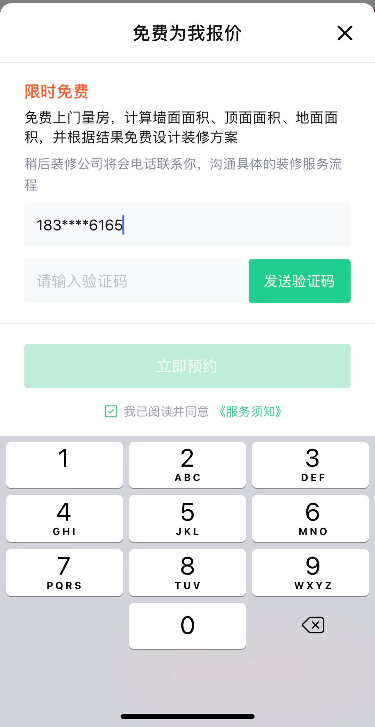 免费为我报价
限时免费
免费上门量房，计算墙面面积、顶面面积、地面面
积，并根据结果免费设计装修方案
稍后装修公司将会电话联系你，沟通具体的装修服务流
程
183****6165
请输入验证码
发送验证码
立即预约
我已阅读并同意 《服务须知》
1
2
ABC
3
DEF
4
GHI
5
JKL
6
MNO
7
PQRS
8
TUV
9
WXYZ
0